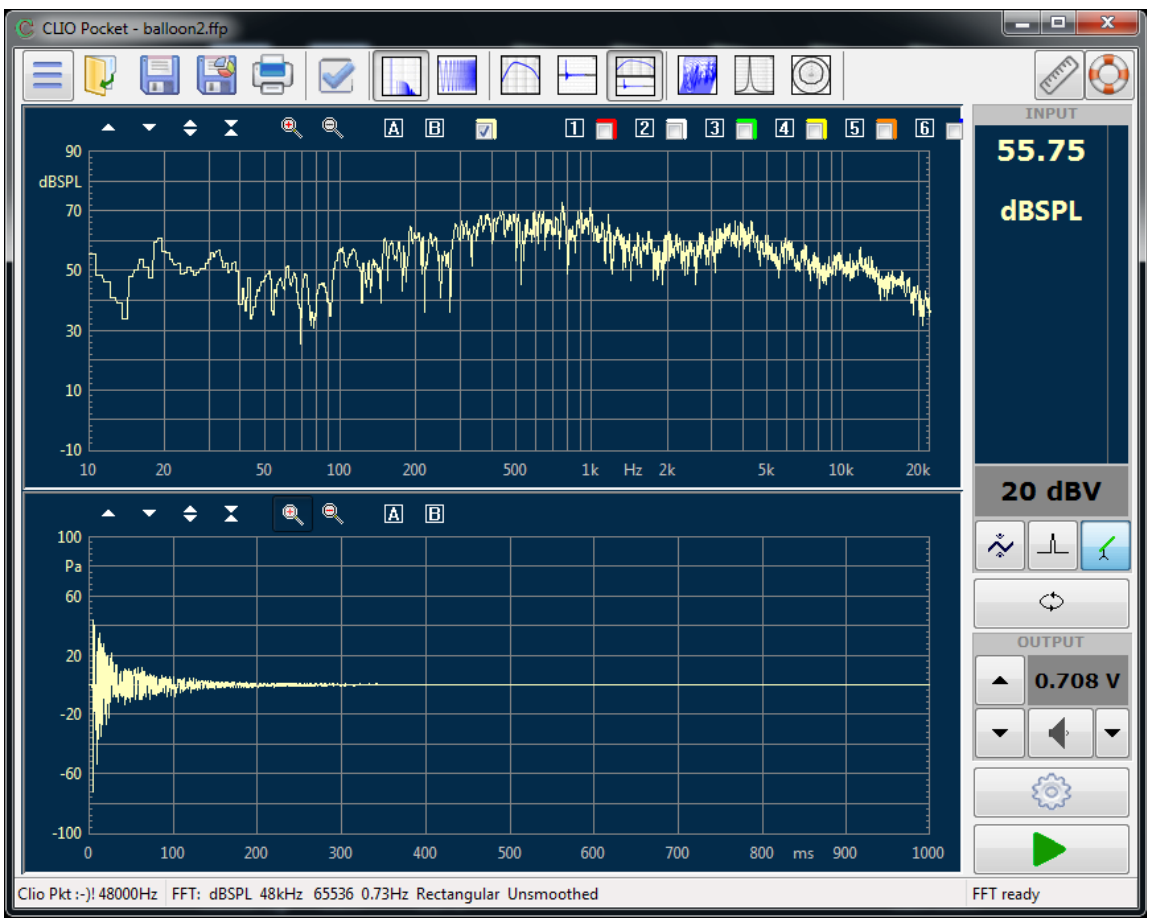 CLIO Pocket - balloon2.ffp
A B 1 2 3 4 5 6
90
dBSPL
70
50
30
10
-10
10 20 50 100 200 500 1k Hz 2k 5k 10k 20k
A B
100
Pa
60
20
-20
-60
-100
0 100 200 300 400 500 600 700 800 ms 900 1000
INPUT
55.75
dBSPL
20 dBV
OUTPUT
0.708 V
Clio Pkt :-)! 48000Hz FFT: dBSPL 48kHz 65536 0.73Hz Rectangular Unsmoothed FFT ready